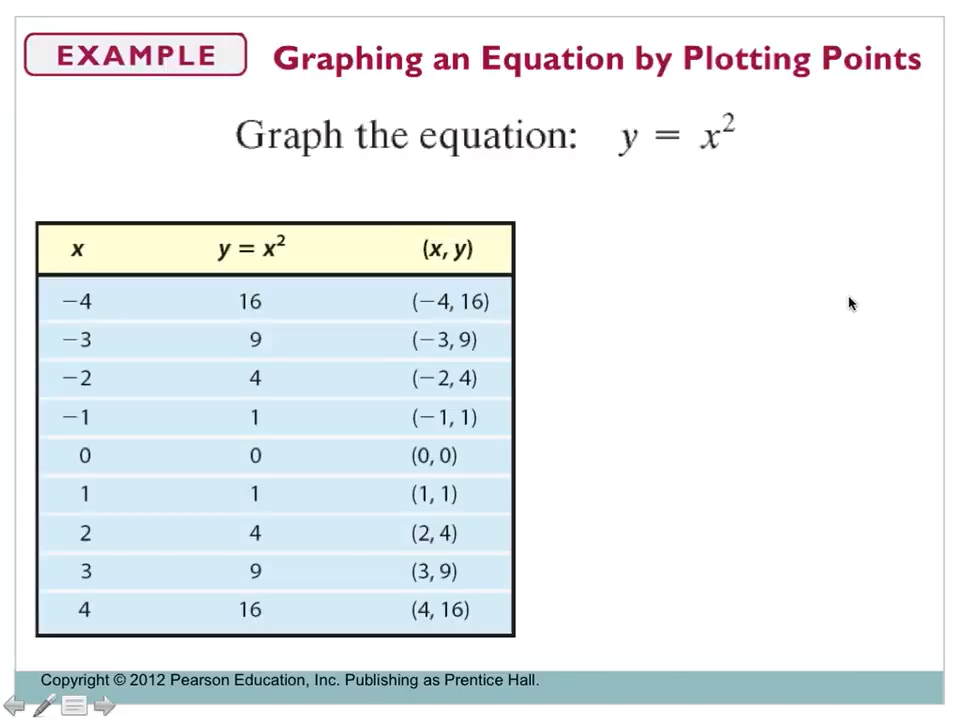 EXAMPLE Graphing an Equation by Plotting Points
Graph the equation: y = x²
x y = x² (x, y)
−4 16 (−4, 16)
−3 9 (−3, 9)
−2 4 (−2, 4)
−1 1 (−1, 1)
0 0 (0, 0)
1 1 (1, 1)
2 4 (2, 4)
3 9 (3, 9)
4 16 (4, 16)
Copyright © 2012 Pearson Education, Inc. Publishing as Prentice Hall.